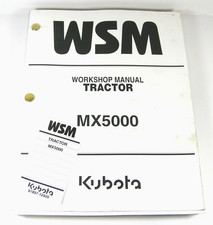 WSM
WORKSHOP MANUAL
TRACTOR
MX5000
Kubota
WSM
TRACTOR
MX5000
Kubota